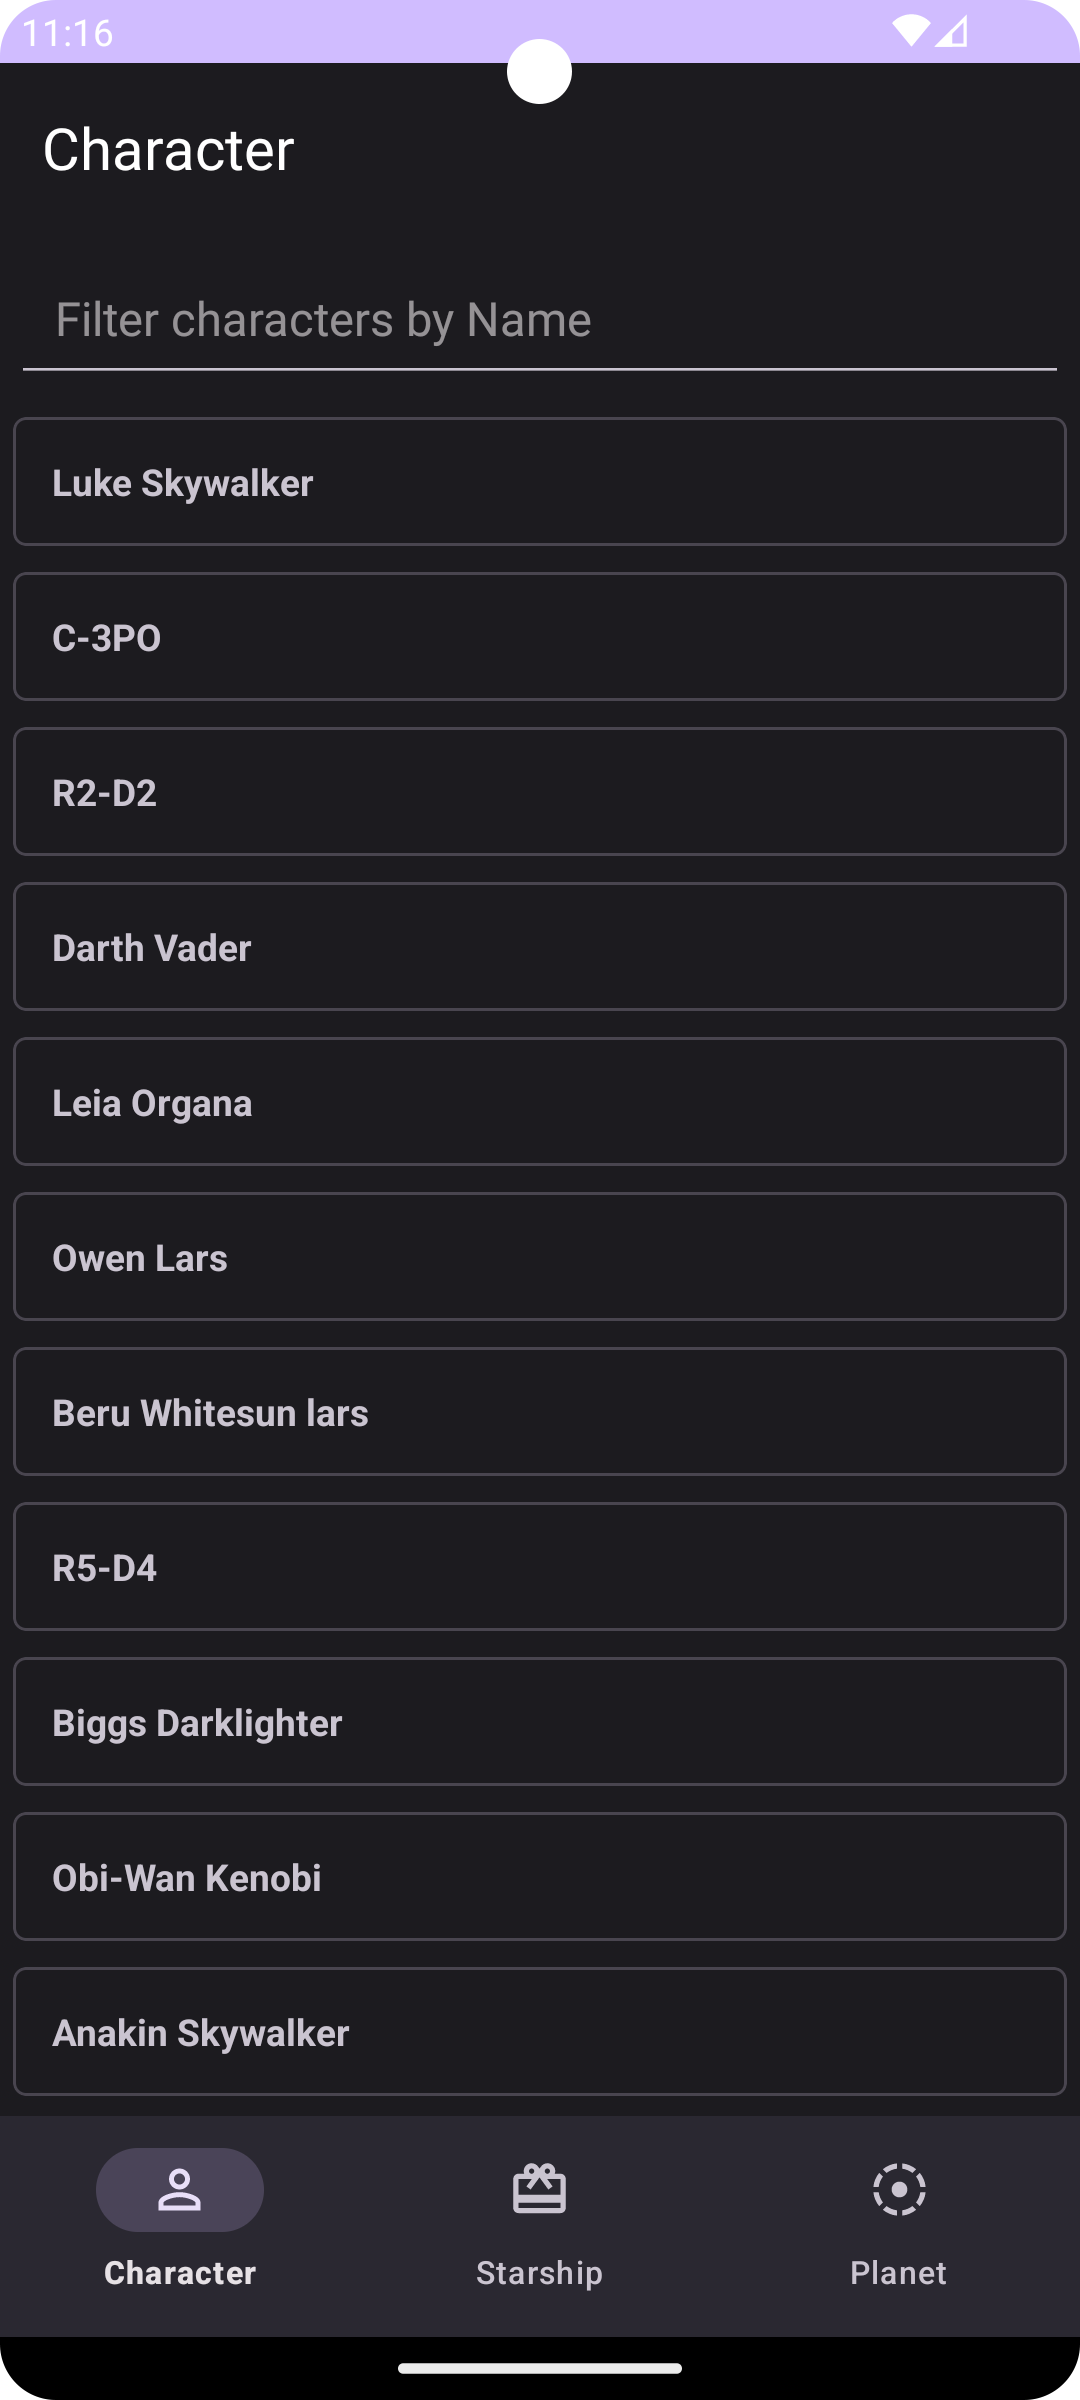 11:16
Character
Filter characters by Name
Luke Skywalker
C-3PO
R2-D2
Darth Vader
Leia Organa
Owen Lars
Beru Whitesun lars
R5-D4
Biggs Darklighter
Obi-Wan Kenobi
Anakin Skywalker
Character Starship Planet